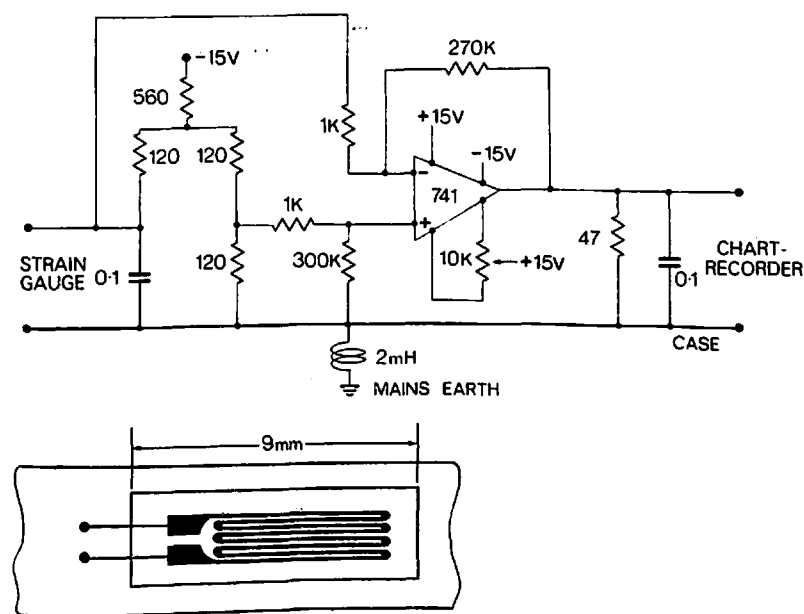 -15V
560
120
120
120
1K
1K
300K
270K
+15V
-15V
-
+
741
10K
+15V
47
0·1
0·1
STRAIN
GAUGE
CHART-
RECORDER
CASE
2mH
MAINS EARTH
9mm